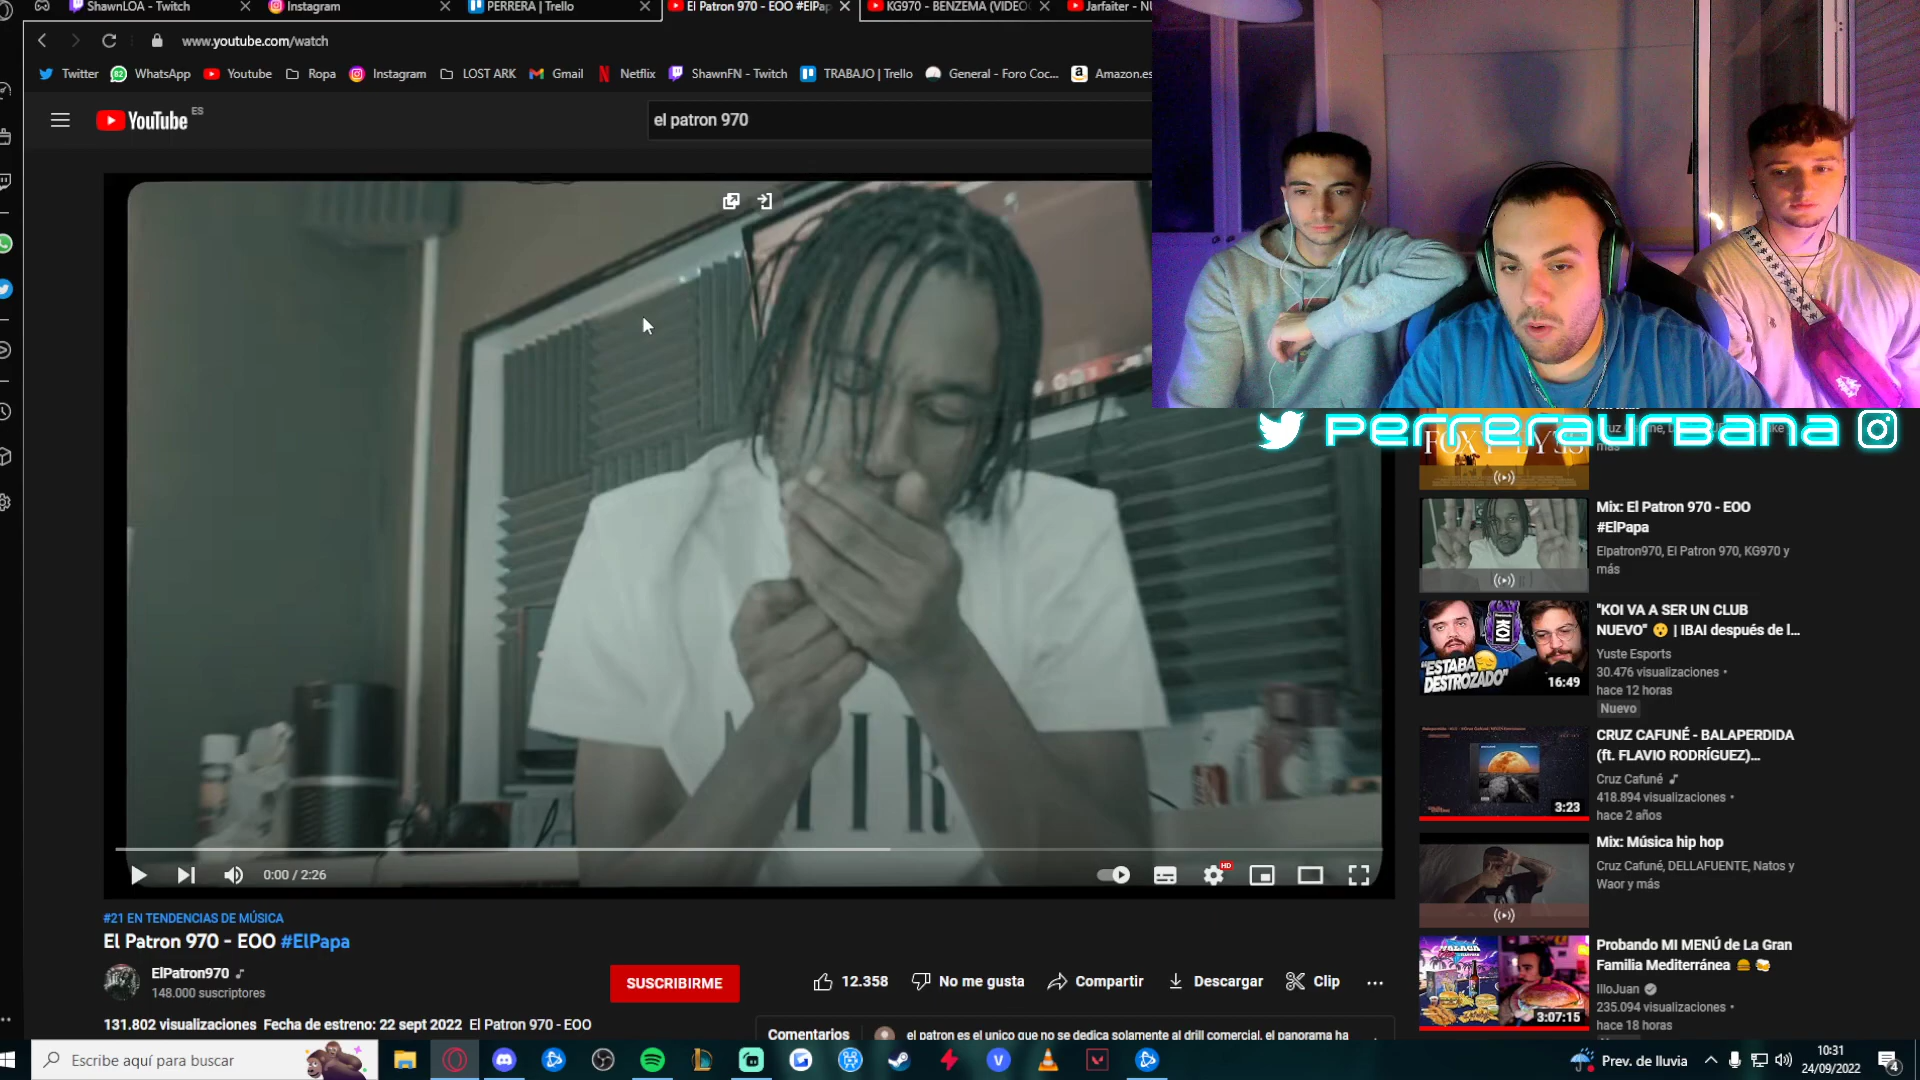 ShawnLOA - Twitch
Instagram
PERRERA | Trello
El Patron 970 - EOO #ElPap
KG970 - BENZEMA (VIDEO
Jarfaiter - NU
www.youtube.com/watch
Twitter
WhatsApp
Youtube
Ropa
Instagram
LOST ARK
Gmail
Netflix
ShawnFN - Twitch
TRABAJO | Trello
General - Foro Coc...
Amazon.es
YouTube ES
el patron 970
perreraurbana
FOXY EYES
más
Mix: El Patron 970 - EOO
#ElPapa
Elpatron970, El Patron 970, KG970 y
más
"KOI VA A SER UN CLUB
NUEVO" 😮 | IBAI después de l...
Yuste Esports
30.476 visualizaciones •
hace 12 horas
Nuevo
"ESTABA
DESTROZADO"
16:49
CRUZ CAFUNÉ - BALAPERDIDA
(ft. FLAVIO RODRÍGUEZ)...
Cruz Cafuné
418.894 visualizaciones •
hace 2 años
3:23
Mix: Música hip hop
Cruz Cafuné, DELLAFUENTE, Natos y
Waor y más
Probando MI MENÚ de La Gran
Familia Mediterránea 🍔 🍻
IlloJuan
235.094 visualizaciones •
hace 18 horas
3:07:15
0:00 / 2:26
HD
#21 EN TENDENCIAS DE MÚSICA
El Patron 970 - EOO #ElPapa
ElPatron970
148.000 suscriptores
SUSCRIBIRME
12.358
No me gusta
Compartir
Descargar
Clip
131.802 visualizaciones Fecha de estreno: 22 sept 2022 El Patron 970 - EOO
Comentarios
el patron es el unico que no se dedica solamente al drill comercial, el panorama ha
Escribe aquí para buscar
Prev. de lluvia
10:31
24/09/2022
4